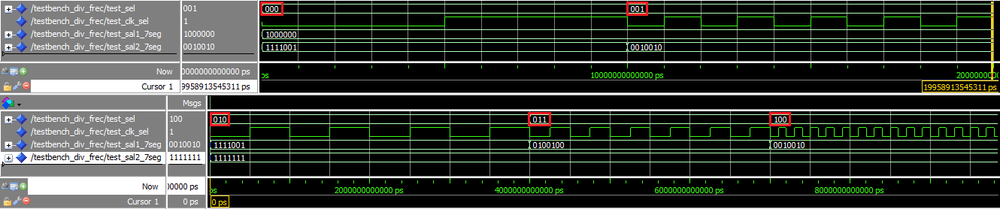 /testbench_div_frec/test_sel 001 000 001
/testbench_div_frec/test_clk_sel 1
/testbench_div_frec/test_sal1_7seg 1000000 1000000
/testbench_div_frec/test_sal2_7seg 0010010 1111001 0010010
Now 0000000000000 ps ps 10000000000000 ps
Cursor 1 9958913545311 ps 19958913545311 ps
Msgs
/testbench_div_frec/test_sel 100 010 011 100
/testbench_div_frec/test_clk_sel 1
/testbench_div_frec/test_sal1_7seg 0010010 1111001 0100100 0010010
/testbench_div_frec/test_sal2_7seg 1111111 1111111
Now 00000 ps ps 2000000000000 ps 4000000000000 ps 6000000000000 ps 8000000000000 ps
Cursor 1 0 ps 0 ps